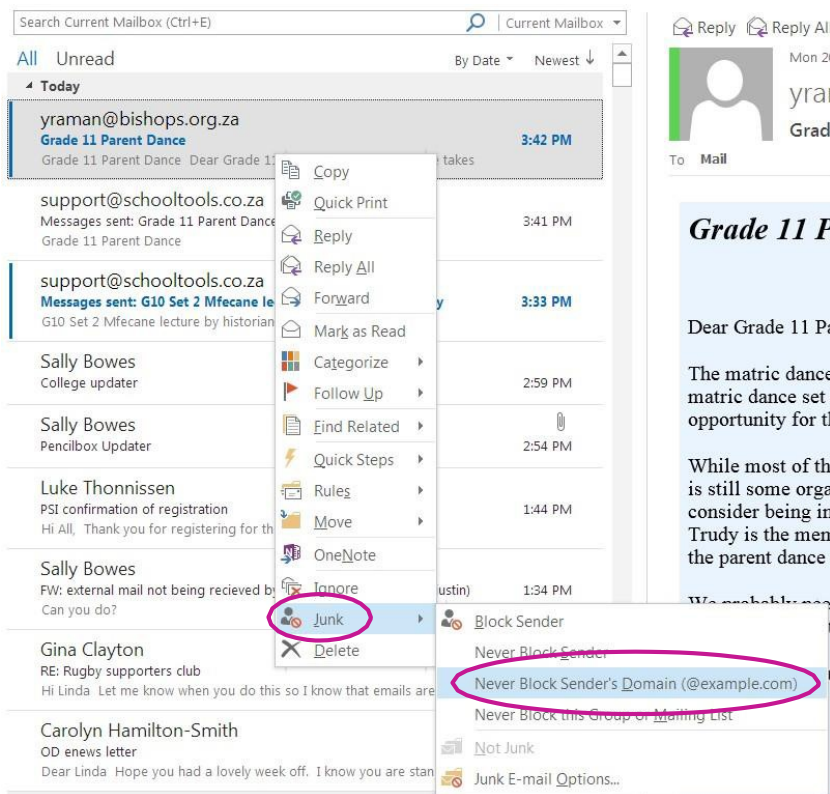 Search Current Mailbox (Ctrl+E)
Current Mailbox
All Unread
By Date Newest
Today
yraman@bishops.org.za
Grade 11 Parent Dance
3:42 PM
Grade 11 Parent Dance Dear Grade 1 takes
support@schooltools.co.za
Messages sent: Grade 11 Parent Dance
3:41 PM
Grade 11 Parent Dance
support@schooltools.co.za
Messages sent: G10 Set 2 Mfecane le y
3:33 PM
G10 Set 2 Mfecane lecture by historian
Sally Bowes
College updater
2:59 PM
Sally Bowes
Pencilbox Updater
2:54 PM
Luke Thonnissen
PSI confirmation of registration
1:44 PM
Hi All, Thank you for registering for th
Sally Bowes
FW: external mail not being recieved by ustin)
1:34 PM
Can you do?
Gina Clayton
RE: Rugby supporters club
Hi Linda Let me know when you do this so I know that emails are
Carolyn Hamilton-Smith
OD enews letter
Dear Linda Hope you had a lovely week off. I know you are stan
Copy
Quick Print
Reply
Reply All
Forward
Mark as Read
Categorize
Follow Up
Find Related
Quick Steps
Rules
Move
OneNote
Ignore
Junk
Delete
Block Sender
Never Block Sender
Never Block Sender's Domain (@example.com)
Never Block this Group or Mailing List
Not Junk
Junk E-mail Options...
Reply Reply Al
Mon 20
yra
Grad
To Mail
Grade 11 P
Dear Grade 11 Pa
The matric dance
matric dance set
opportunity for th
While most of th
is still some orga
consider being in
Trudy is the mem
the parent dance
We probably nee